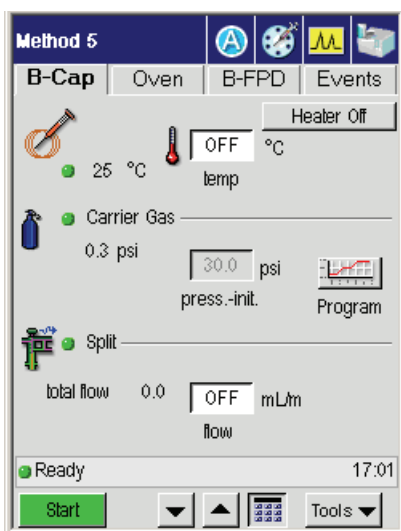 Method 5
A
B-Cap Oven B-FPD Events
Heater Off
25 °C OFF °C
temp
Carrier Gas
0.3 psi 30.0 psi
press.-init. Program
Split
total flow 0.0 OFF mL/m
flow
Ready 17:01
Start Tools